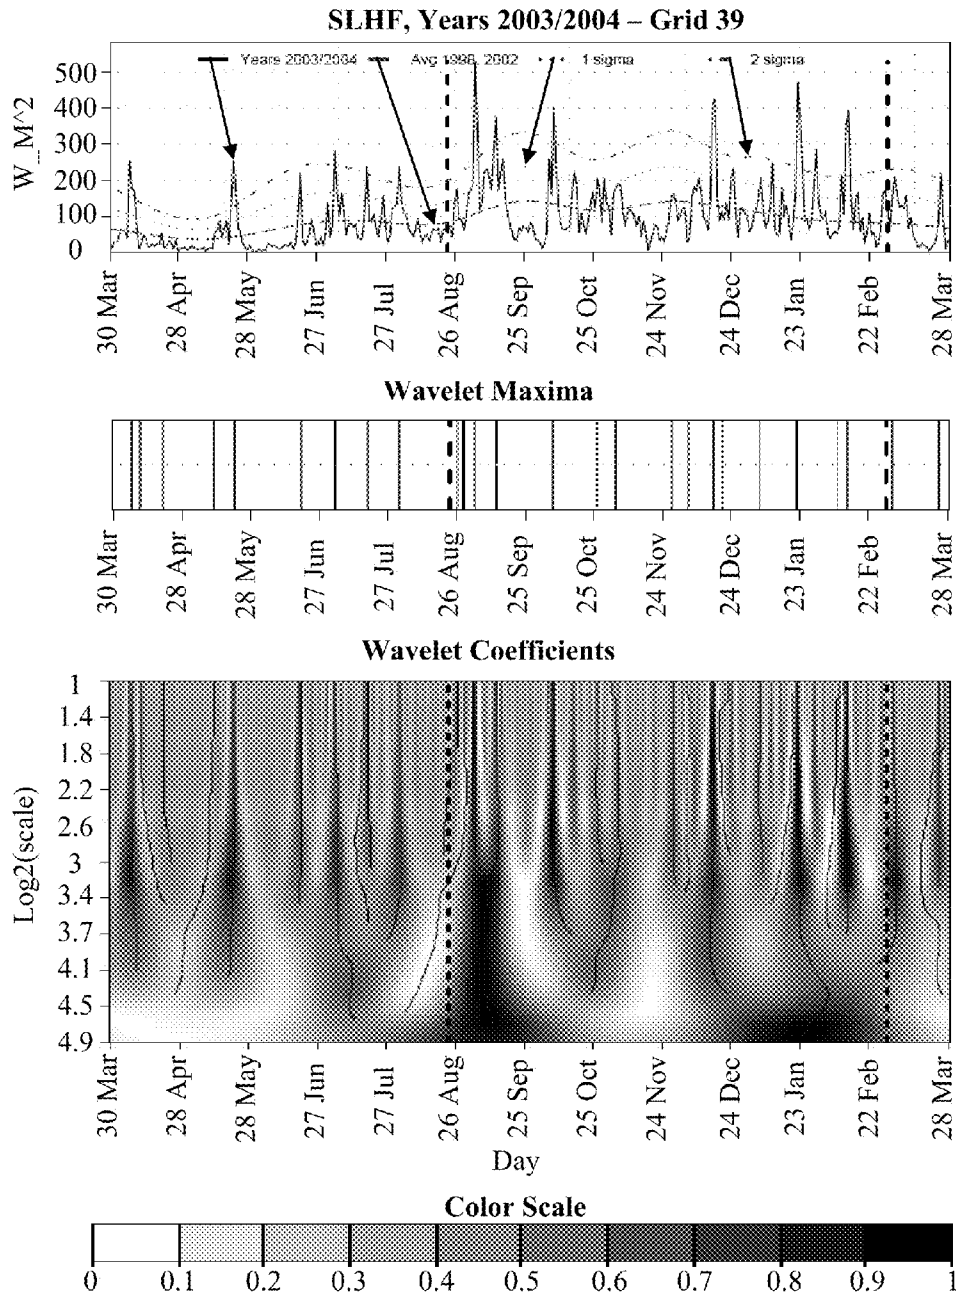 SLHF, Years 2003/2004 – Grid 39
Years 2003/2004 Avg 1998, 2002 1 sigma 2 sigma
W_M^2
500
400
300
200
100
0
30 Mar 28 Apr 28 May 27 Jun 27 Jul 26 Aug 25 Sep 25 Oct 24 Nov 24 Dec 23 Jan 22 Feb 28 Mar
Wavelet Maxima
30 Mar 28 Apr 28 May 27 Jun 27 Jul 26 Aug 25 Sep 25 Oct 24 Nov 24 Dec 23 Jan 22 Feb 28 Mar
Wavelet Coefficients
Log2(scale)
1
1.4
1.8
2.2
2.6
3
3.4
3.7
4.1
4.5
4.9
30 Mar 28 Apr 28 May 27 Jun 27 Jul 26 Aug 25 Sep 25 Oct 24 Nov 24 Dec 23 Jan 22 Feb 28 Mar
Day
Color Scale
0 0.1 0.2 0.3 0.4 0.5 0.6 0.7 0.8 0.9 1